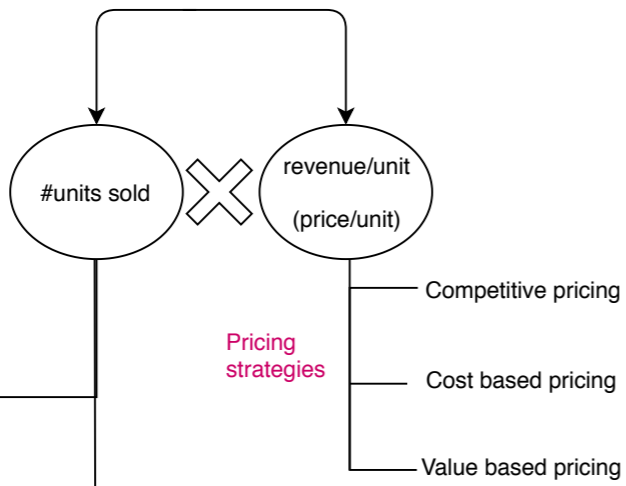 #units sold
revenue/unit
(price/unit)
Competitive pricing
Pricing
strategies
Cost based pricing
Value based pricing